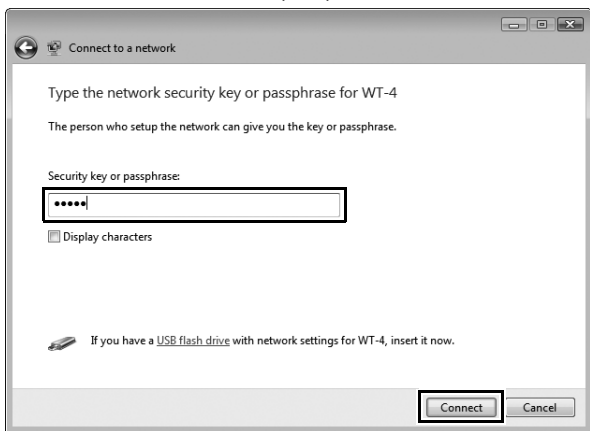 Connect to a network
Type the network security key or passphrase for WT-4
The person who setup the network can give you the key or passphrase.
Security key or passphrase:
•••••
Display characters
If you have a USB flash drive with network settings for WT-4, insert it now.
Connect Cancel